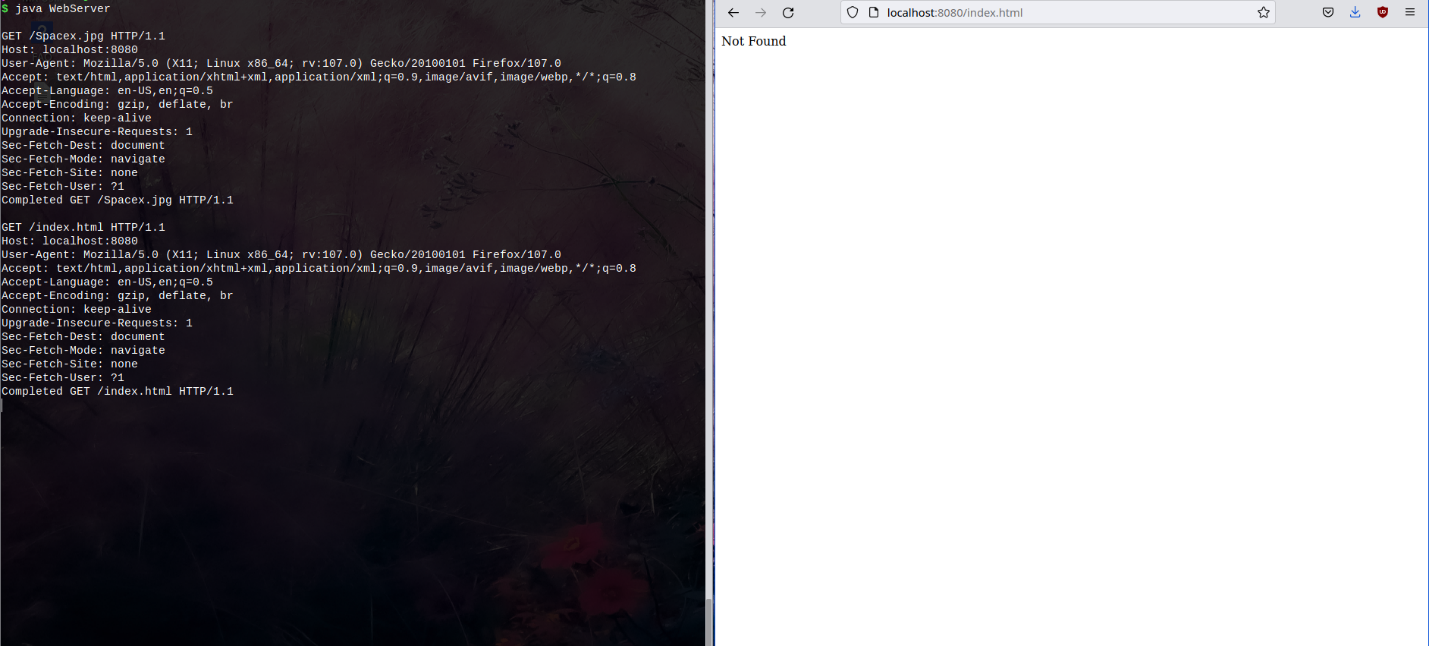 $ java WebServer
GET /Spacex.jpg HTTP/1.1
Host: localhost:8080
User-Agent: Mozilla/5.0 (X11; Linux x86_64; rv:107.0) Gecko/20100101 Firefox/107.0
Accept: text/html,application/xhtml+xml,application/xml;q=0.9,image/avif,image/webp,*/*;q=0.8
Accept-Language: en-US,en;q=0.5
Accept-Encoding: gzip, deflate, br
Connection: keep-alive
Upgrade-Insecure-Requests: 1
Sec-Fetch-Dest: document
Sec-Fetch-Mode: navigate
Sec-Fetch-Site: none
Sec-Fetch-User: ?1
Completed GET /Spacex.jpg HTTP/1.1
GET /index.html HTTP/1.1
Host: localhost:8080
User-Agent: Mozilla/5.0 (X11; Linux x86_64; rv:107.0) Gecko/20100101 Firefox/107.0
Accept: text/html,application/xhtml+xml,application/xml;q=0.9,image/avif,image/webp,*/*;q=0.8
Accept-Language: en-US,en;q=0.5
Accept-Encoding: gzip, deflate, br
Connection: keep-alive
Upgrade-Insecure-Requests: 1
Sec-Fetch-Dest: document
Sec-Fetch-Mode: navigate
Sec-Fetch-Site: none
Sec-Fetch-User: ?1
Completed GET /index.html HTTP/1.1
localhost:8080/index.html
Not Found